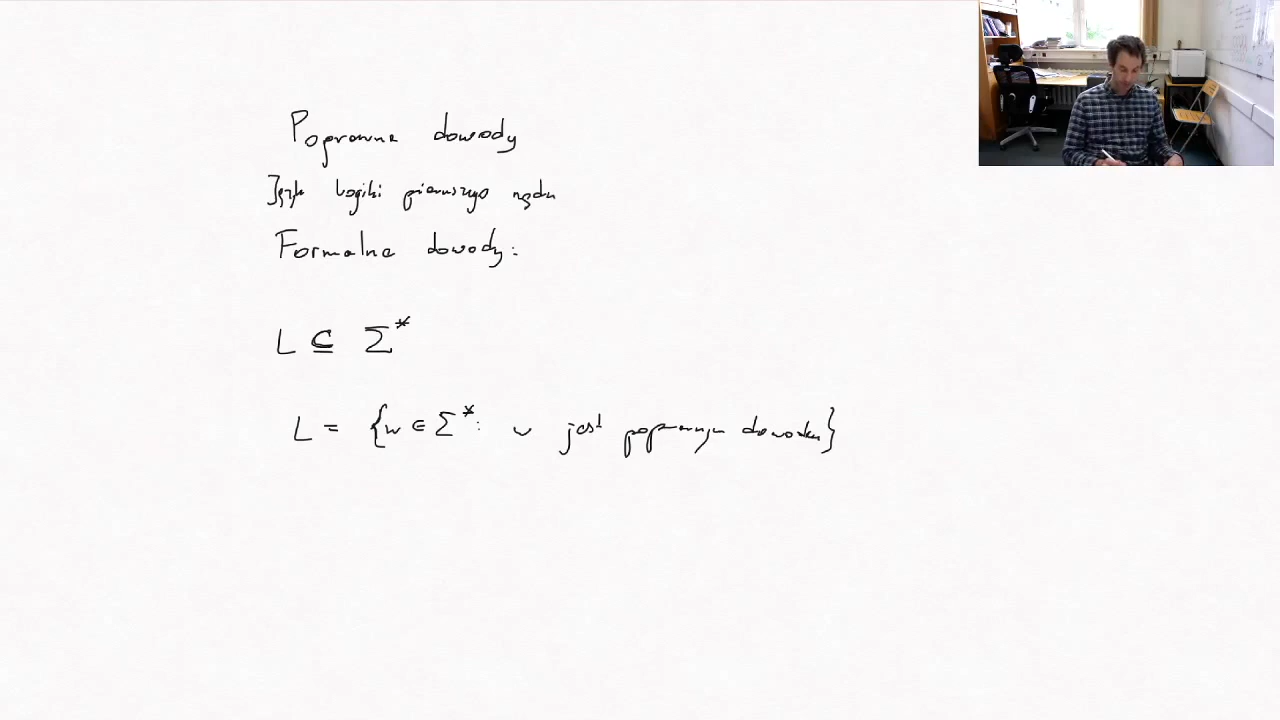 Poprawne dowody
Język logiki pierwszego rzędu
Formalne dowody:
L ⊆ Σ*
L = {w ∈ Σ*: w jest poprawnym dowodem}